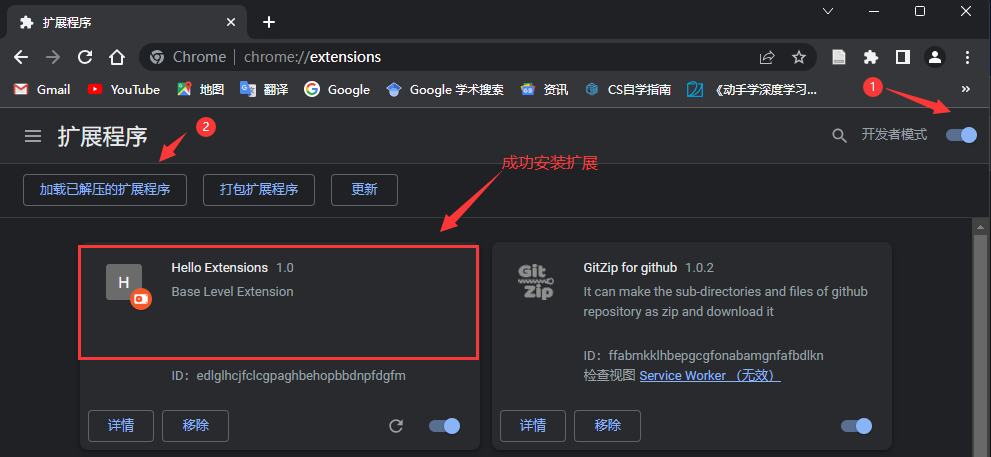 扩展程序
Chrome chrome://extensions
Gmail YouTube 地图 翻译 Google Google 学术搜索 资讯 CS自学指南 《动手学深度学习...
1
扩展程序 2 开发者模式
成功安装扩展
加载已解压的扩展程序 打包扩展程序 更新
H
Hello Extensions 1.0
Base Level Extension
ID：edlglhcjfclcgpaghbehopbbdnpfdgfm
详情 移除
Git Zip
GitZip for github 1.0.2
It can make the sub-directories and files of github
repository as zip and download it
ID：ffabmkklhbepgcgfonabamgnfafbdlkn
检查视图 Service Worker （无效）
详情 移除